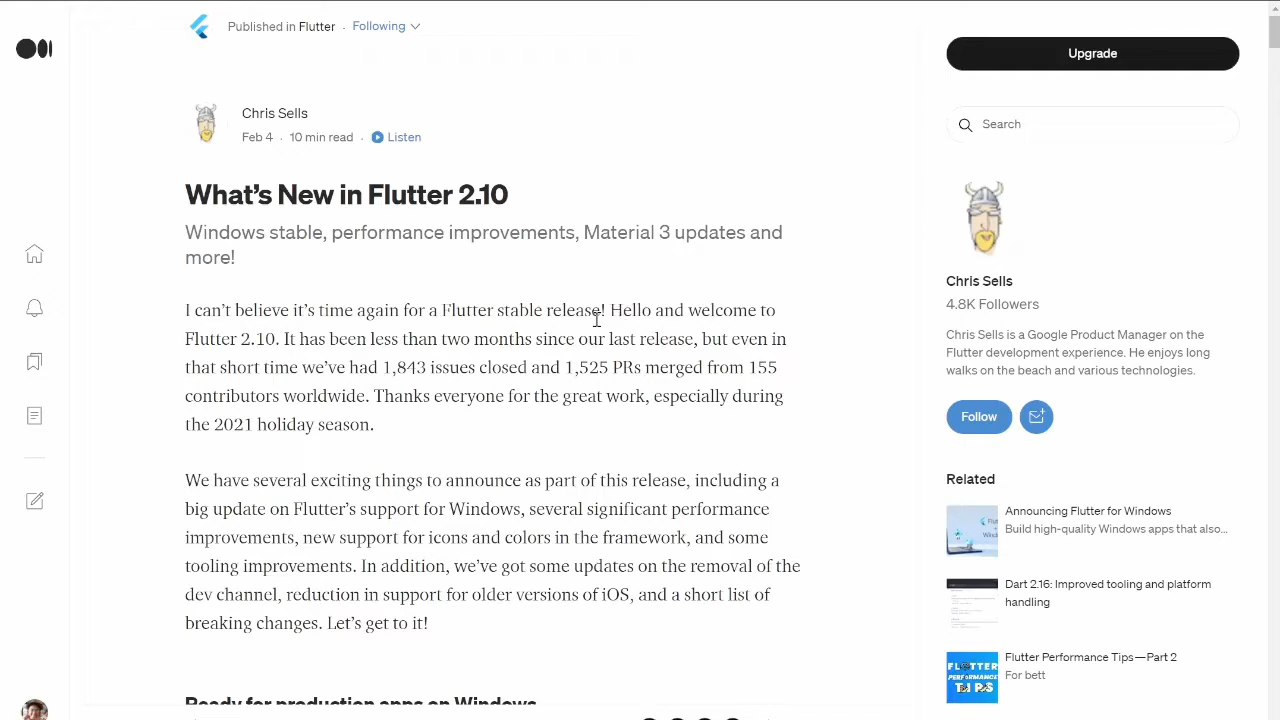 Published in Flutter · Following
Chris Sells
Feb 4 · 10 min read · Listen
What's New in Flutter 2.10
Windows stable, performance improvements, Material 3 updates and
more!
I can't believe it's time again for a Flutter stable release! Hello and welcome to
Flutter 2.10. It has been less than two months since our last release, but even in
that short time we've had 1,843 issues closed and 1,525 PRs merged from 155
contributors worldwide. Thanks everyone for the great work, especially during
the 2021 holiday season.
We have several exciting things to announce as part of this release, including a
big update on Flutter's support for Windows, several significant performance
improvements, new support for icons and colors in the framework, and some
tooling improvements. In addition, we've got some updates on the removal of the
dev channel, reduction in support for older versions of iOS, and a short list of
breaking changes. Let's get to it!
Ready for production apps on Windows
Upgrade
Search
Chris Sells
4.8K Followers
Chris Sells is a Google Product Manager on the
Flutter development experience. He enjoys long
walks on the beach and various technologies.
Follow
Related
Announcing Flutter for Windows
Build high-quality Windows apps that also...
Dart 2.16: Improved tooling and platform
handling
Flutter Performance Tips — Part 2
For bett
FLUTTER
PERFORMANCE
TIPS